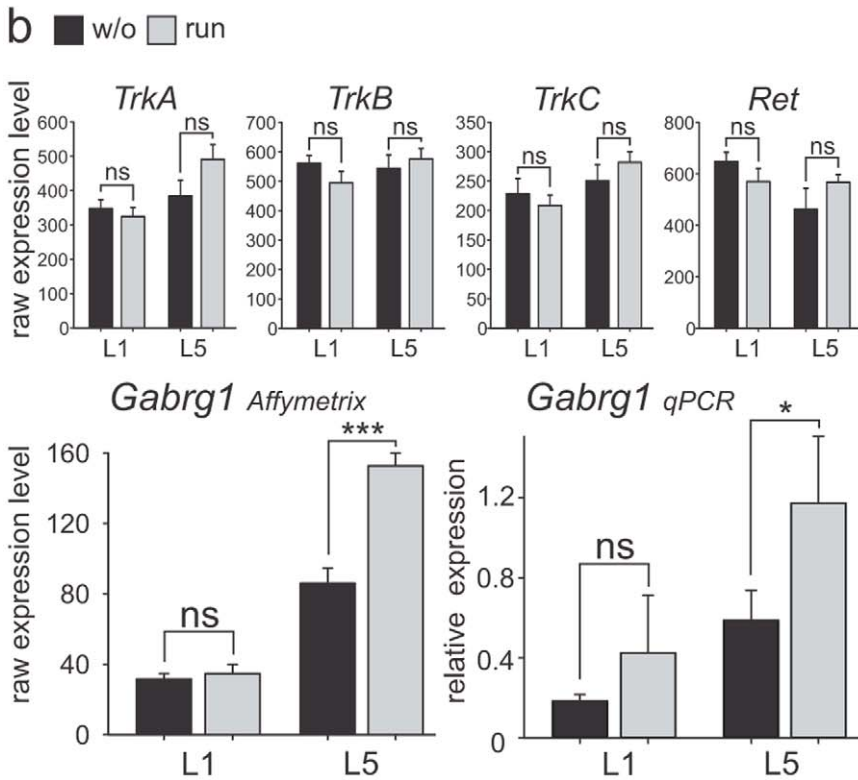 b w/o run
TrkA TrkB TrkC Ret
raw expression level
600
500
400
300
200
100
0
ns
ns
L1 L5
700
600
500
400
300
200
100
0
ns
ns
L1 L5
350
300
250
200
150
100
50
0
ns
ns
L1 L5
800
600
400
200
0
ns
ns
L1 L5
Gabrg1 Affymetrix
raw expression level
160
120
80
40
0
ns
***
L1 L5
Gabrg1 qPCR
relative expression
1.2
0.8
0.4
0
ns
*
L1 L5